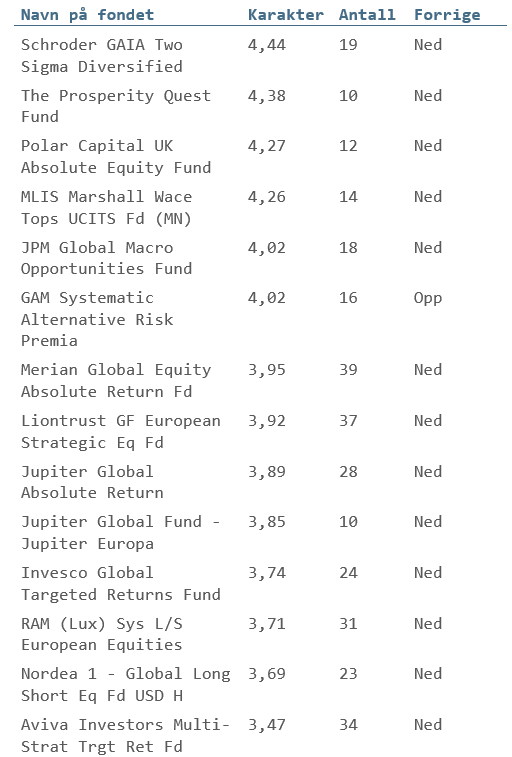 Navn på fondet Karakter Antall Forrige
Schroder GAIA Two 4,44 19 Ned
Sigma Diversified
The Prosperity Quest 4,38 10 Ned
Fund
Polar Capital UK 4,27 12 Ned
Absolute Equity Fund
MLIS Marshall Wace 4,26 14 Ned
Tops UCITS Fd (MN)
JPM Global Macro 4,02 18 Ned
Opportunities Fund
GAM Systematic 4,02 16 Opp
Alternative Risk
Premia
Merian Global Equity 3,95 39 Ned
Absolute Return Fd
Liontrust GF European 3,92 37 Ned
Strategic Eq Fd
Jupiter Global 3,89 28 Ned
Absolute Return
Jupiter Global Fund - 3,85 10 Ned
Jupiter Europa
Invesco Global 3,74 24 Ned
Targeted Returns Fund
RAM (Lux) Sys L/S 3,71 31 Ned
European Equities
Nordea 1 - Global Long 3,69 23 Ned
Short Eq Fd USD H
Aviva Investors Multi- 3,47 34 Ned
Strat Trgt Ret Fd